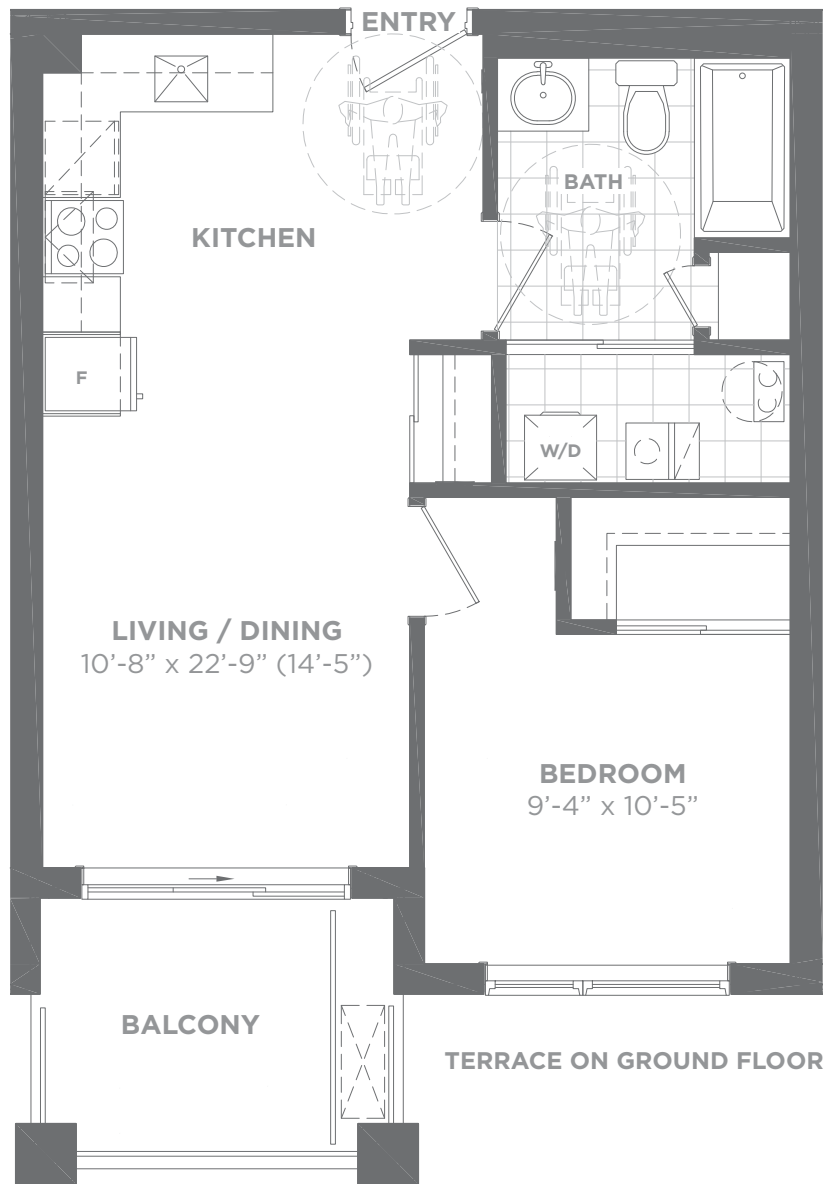 ENTRY
BATH
KITCHEN
F
W/D
LIVING / DINING
10’-8” x 22’-9” (14’-5”)
BEDROOM
9’-4” x 10’-5”
BALCONY
TERRACE ON GROUND FLOOR